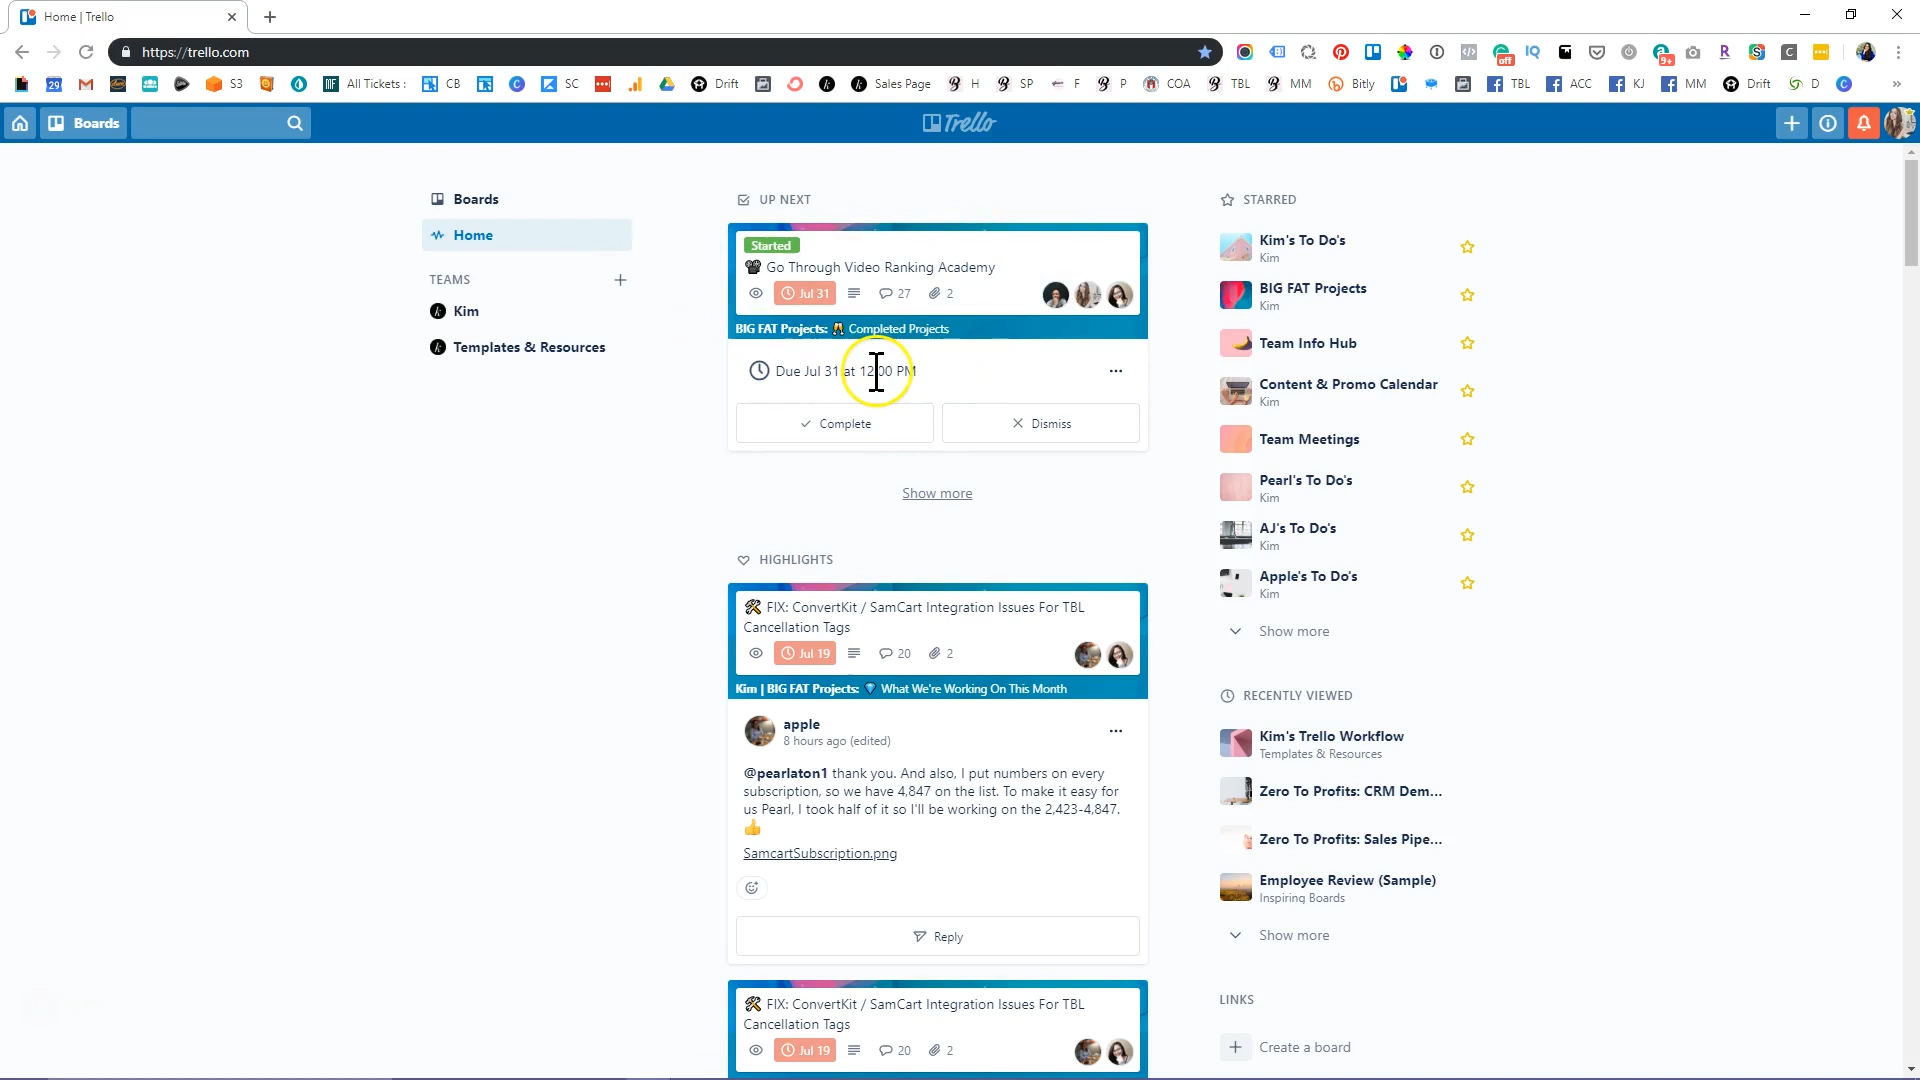 Home | Trello
https://trello.com
off
IQ
9+
R
S
C
29
S3
MF All Tickets :
CB
SC
Drift
Sales Page
H
SP
F
P
COA
TBL
MM
Bitly
TBL
ACC
KJ
MM
Drift
D
Boards
Trello
Boards
Home
TEAMS
Kim
Templates & Resources
UP NEXT
Started
Go Through Video Ranking Academy
Jul 31
27
2
BIG FAT Projects: Completed Projects
Due Jul 31 at 12:00 PM
Complete
Dismiss
Show more
HIGHLIGHTS
FIX: ConvertKit / SamCart Integration Issues For TBL
Cancellation Tags
Jul 19
20
2
Kim | BIG FAT Projects: What We're Working On This Month
apple
8 hours ago (edited)
@pearlaton1 thank you. And also, I put numbers on every
subscription, so we have 4,847 on the list. To make it easy for
us Pearl, I took half of it so I'll be working on the 2,423-4,847.
SamcartSubscription.png
Reply
FIX: ConvertKit / SamCart Integration Issues For TBL
Cancellation Tags
Jul 19
20
2
STARRED
Kim's To Do's
Kim
BIG FAT Projects
Kim
Team Info Hub
Content & Promo Calendar
Kim
Team Meetings
Pearl's To Do's
Kim
AJ's To Do's
Kim
Apple's To Do's
Kim
Show more
RECENTLY VIEWED
Kim's Trello Workflow
Templates & Resources
Zero To Profits: CRM Dem...
Zero To Profits: Sales Pipe...
Employee Review (Sample)
Inspiring Boards
Show more
LINKS
Create a board